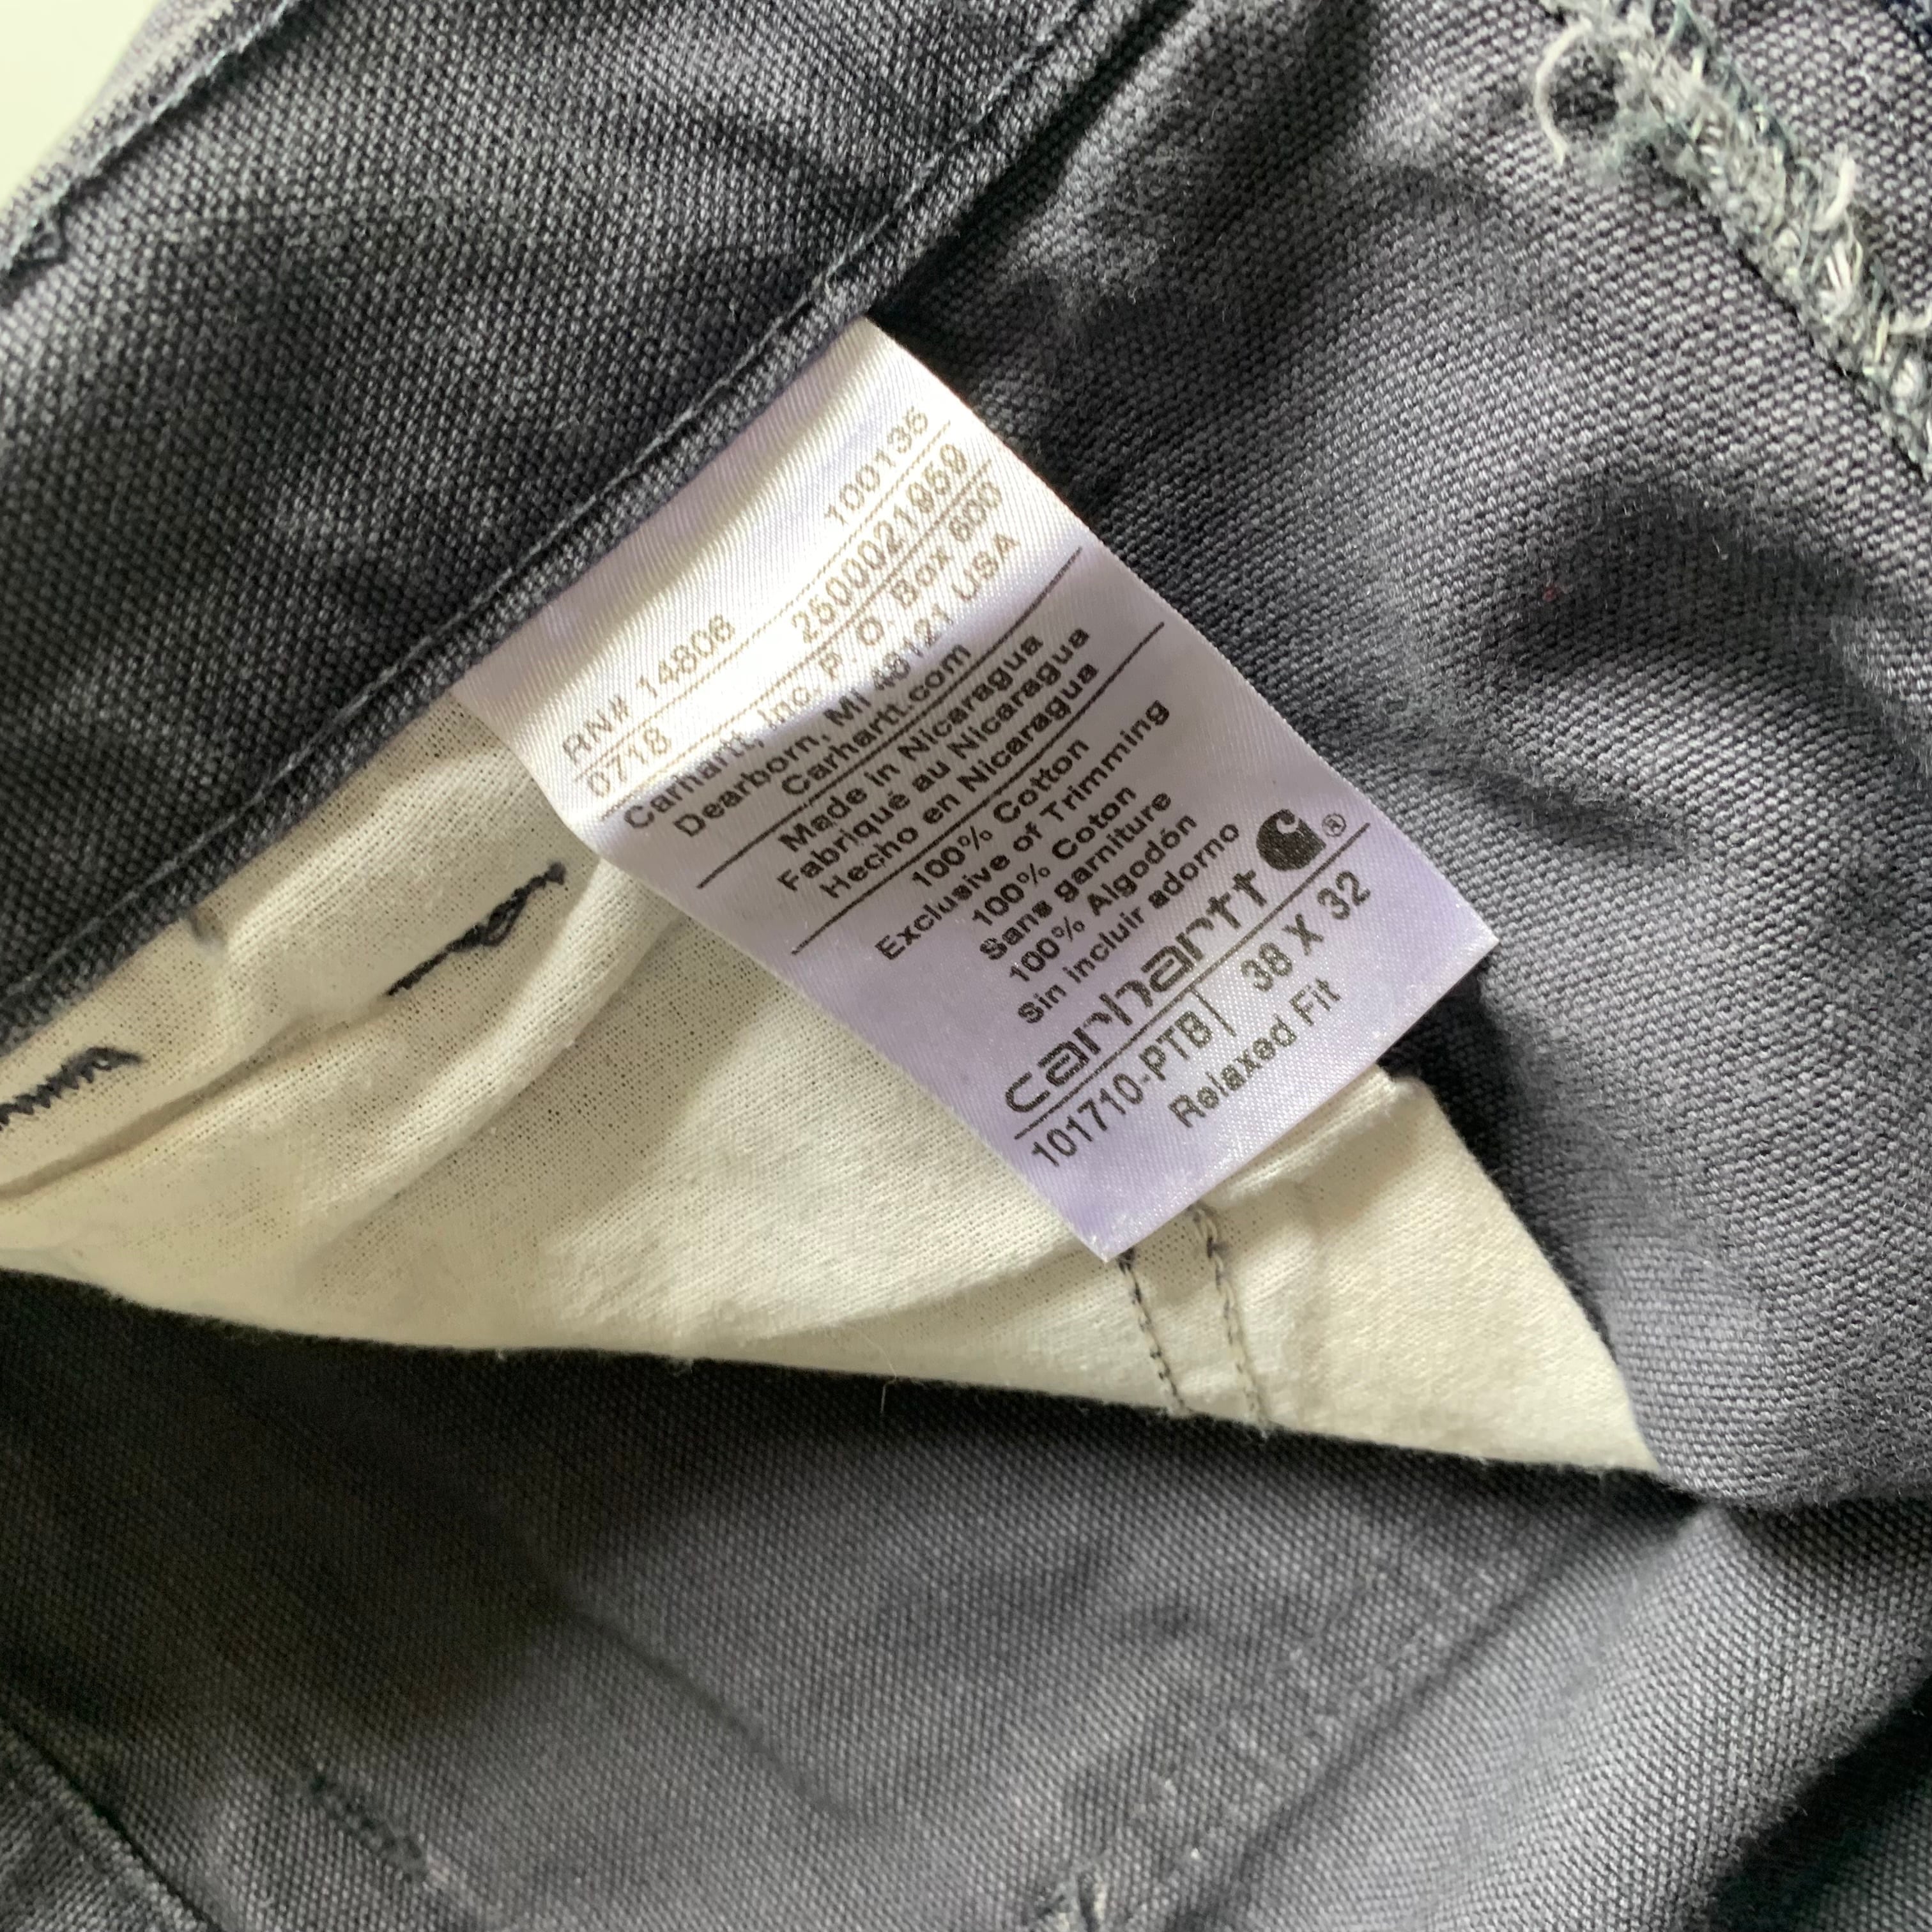 RN# 14806 100135
0718 2500021959
Carhartt, Inc. P. O. Box 600
Dearborn, MI 48121 USA
Carhartt.com
Made in Nicaragua
Fabriqué au Nicaragua
Hecho en Nicaragua
100% Cotton
Exclusive of Trimming
100% Coton
Sans garniture
100% Algodón
Sin incluir adorno
carhartt ®
101710-PTB| 38 X 32
Relaxed Fit